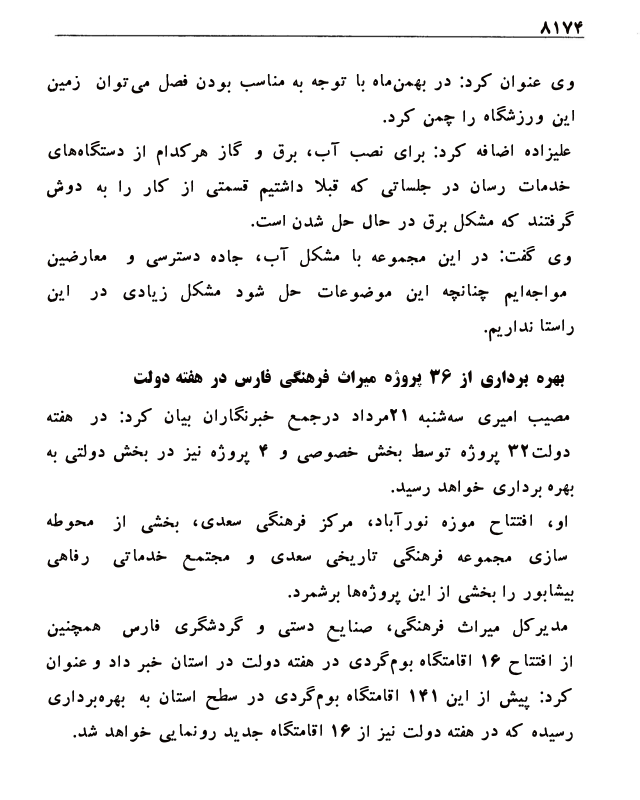 ۸۱۷۴
وی عنوان کرد: در بهمن‌ماه با توجه به مناسب بودن فصل می‌توان زمین
این ورزشگاه را چمن کرد.
علیزاده اضافه کرد: برای نصب آب، برق و گاز هرکدام از دستگاه‌های
خدمات رسان در جلساتی که قبلا داشتیم قسمتی از کار را به دوش
گرفتند که مشکل برق در حال حل شدن است.
وی گفت: در این مجموعه با مشکل آب، جاده دسترسی و معارضین
مواجه‌ایم چنانچه این موضوعات حل شود مشکل زیادی در این
راستا نداریم.
بهره برداری از ۳۶ پروژه میراث فرهنگی فارس در هفته دولت
مصیب امیری سه‌شنبه ۲۱مرداد درجمع خبرنگاران بیان کرد: در هفته
دولت۳۲ پروژه توسط بخش خصوصی و ۴ پروژه نیز در بخش دولتی به
بهره برداری خواهد رسید.
او، افتتاح موزه نورآباد، مرکز فرهنگی سعدی، بخشی از محوطه
سازی مجموعه فرهنگی تاریخی سعدی و مجتمع خدماتی رفاهی
بیشابور را بخشی از این پروژه‌ها برشمرد.
مدیرکل میراث فرهنگی، صنایع دستی و گردشگری فارس همچنین
از افتتاح ۱۶ اقامتگاه بوم‌گردی در هفته دولت در استان خبر داد و عنوان
کرد: پیش از این ۱۴۱ اقامتگاه بوم‌گردی در سطح استان به بهره‌برداری
رسیده که در هفته دولت نیز از ۱۶ اقامتگاه جدید رونمایی خواهد شد.